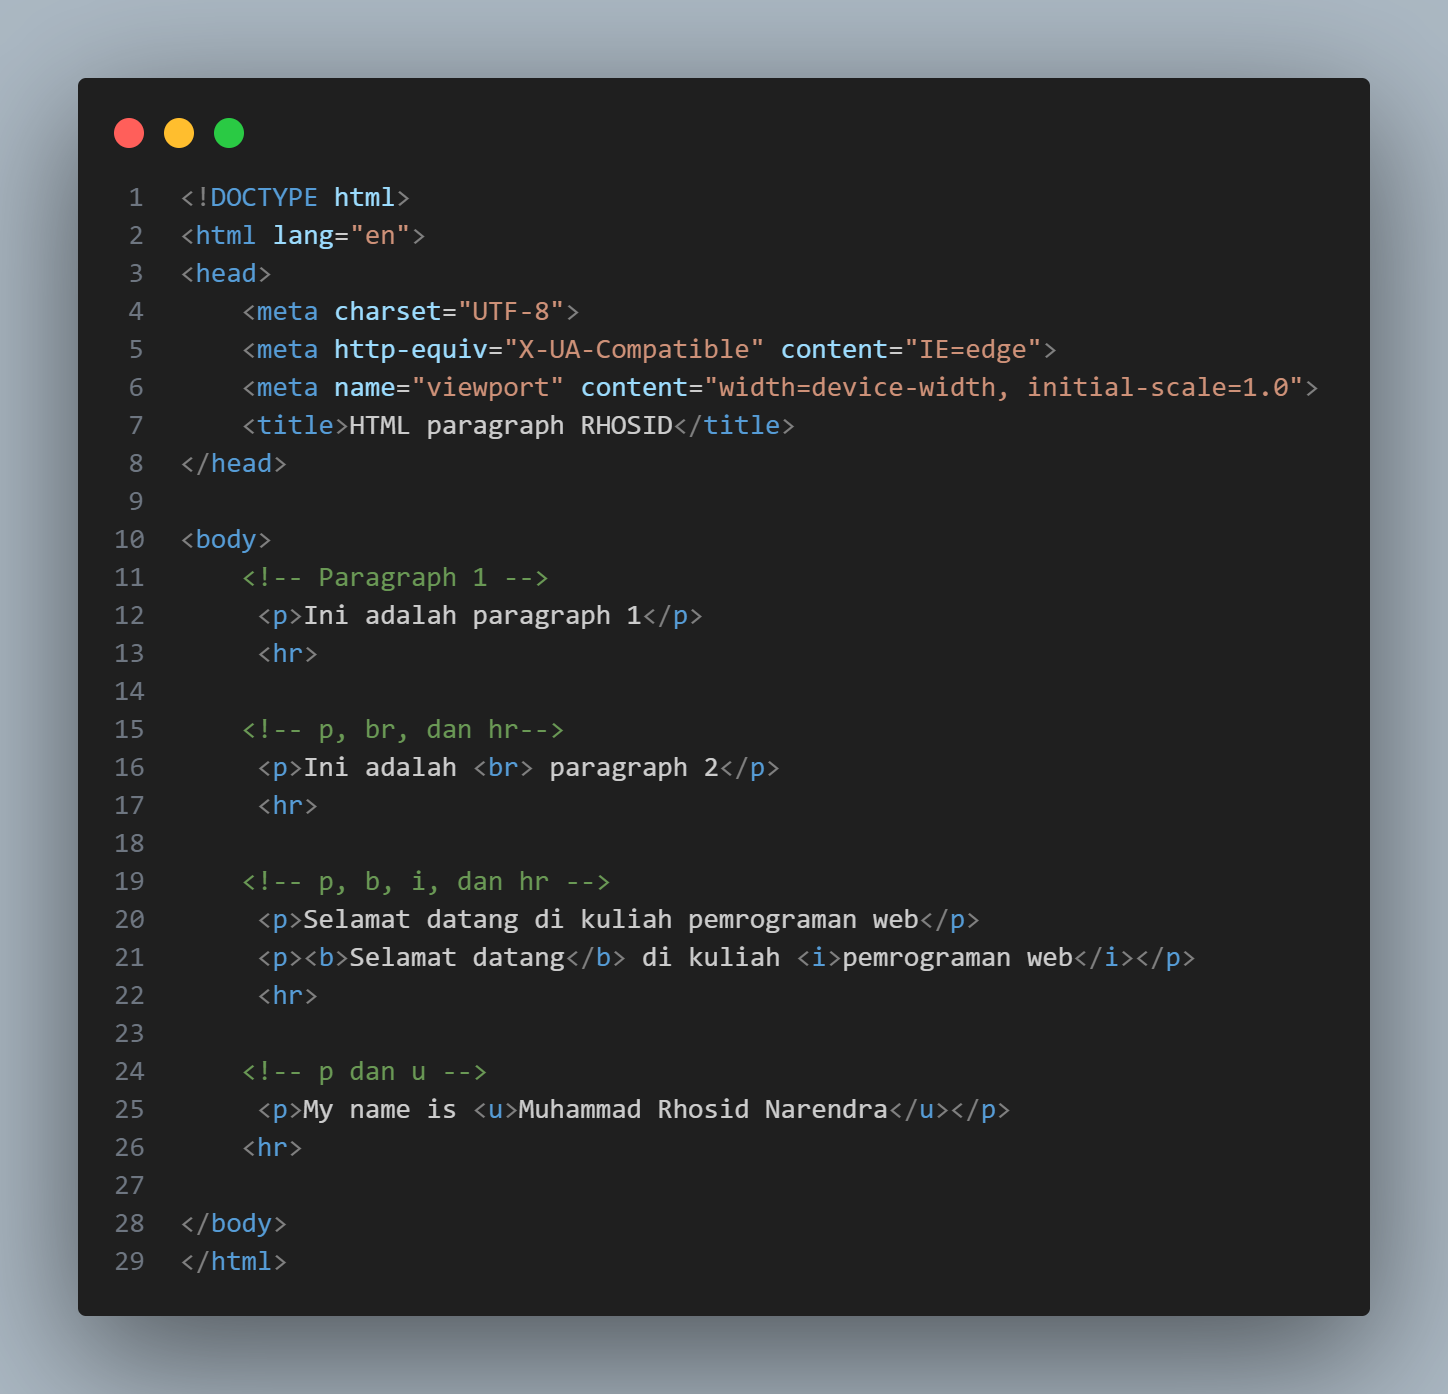 1 <!DOCTYPE html>
2 <html lang="en">
3 <head>
4     <meta charset="UTF-8">
5     <meta http-equiv="X-UA-Compatible" content="IE=edge">
6     <meta name="viewport" content="width=device-width, initial-scale=1.0">
7     <title>HTML paragraph RHOSID</title>
8 </head>
9
10 <body>
11     <!-- Paragraph 1 -->
12      <p>Ini adalah paragraph 1</p>
13      <hr>
14
15     <!-- p, br, dan hr-->
16      <p>Ini adalah <br> paragraph 2</p>
17      <hr>
18
19     <!-- p, b, i, dan hr -->
20      <p>Selamat datang di kuliah pemrograman web</p>
21      <p><b>Selamat datang</b> di kuliah <i>pemrograman web</i></p>
22      <hr>
23
24     <!-- p dan u -->
25      <p>My name is <u>Muhammad Rhosid Narendra</u></p>
26     <hr>
27
28 </body>
29 </html>